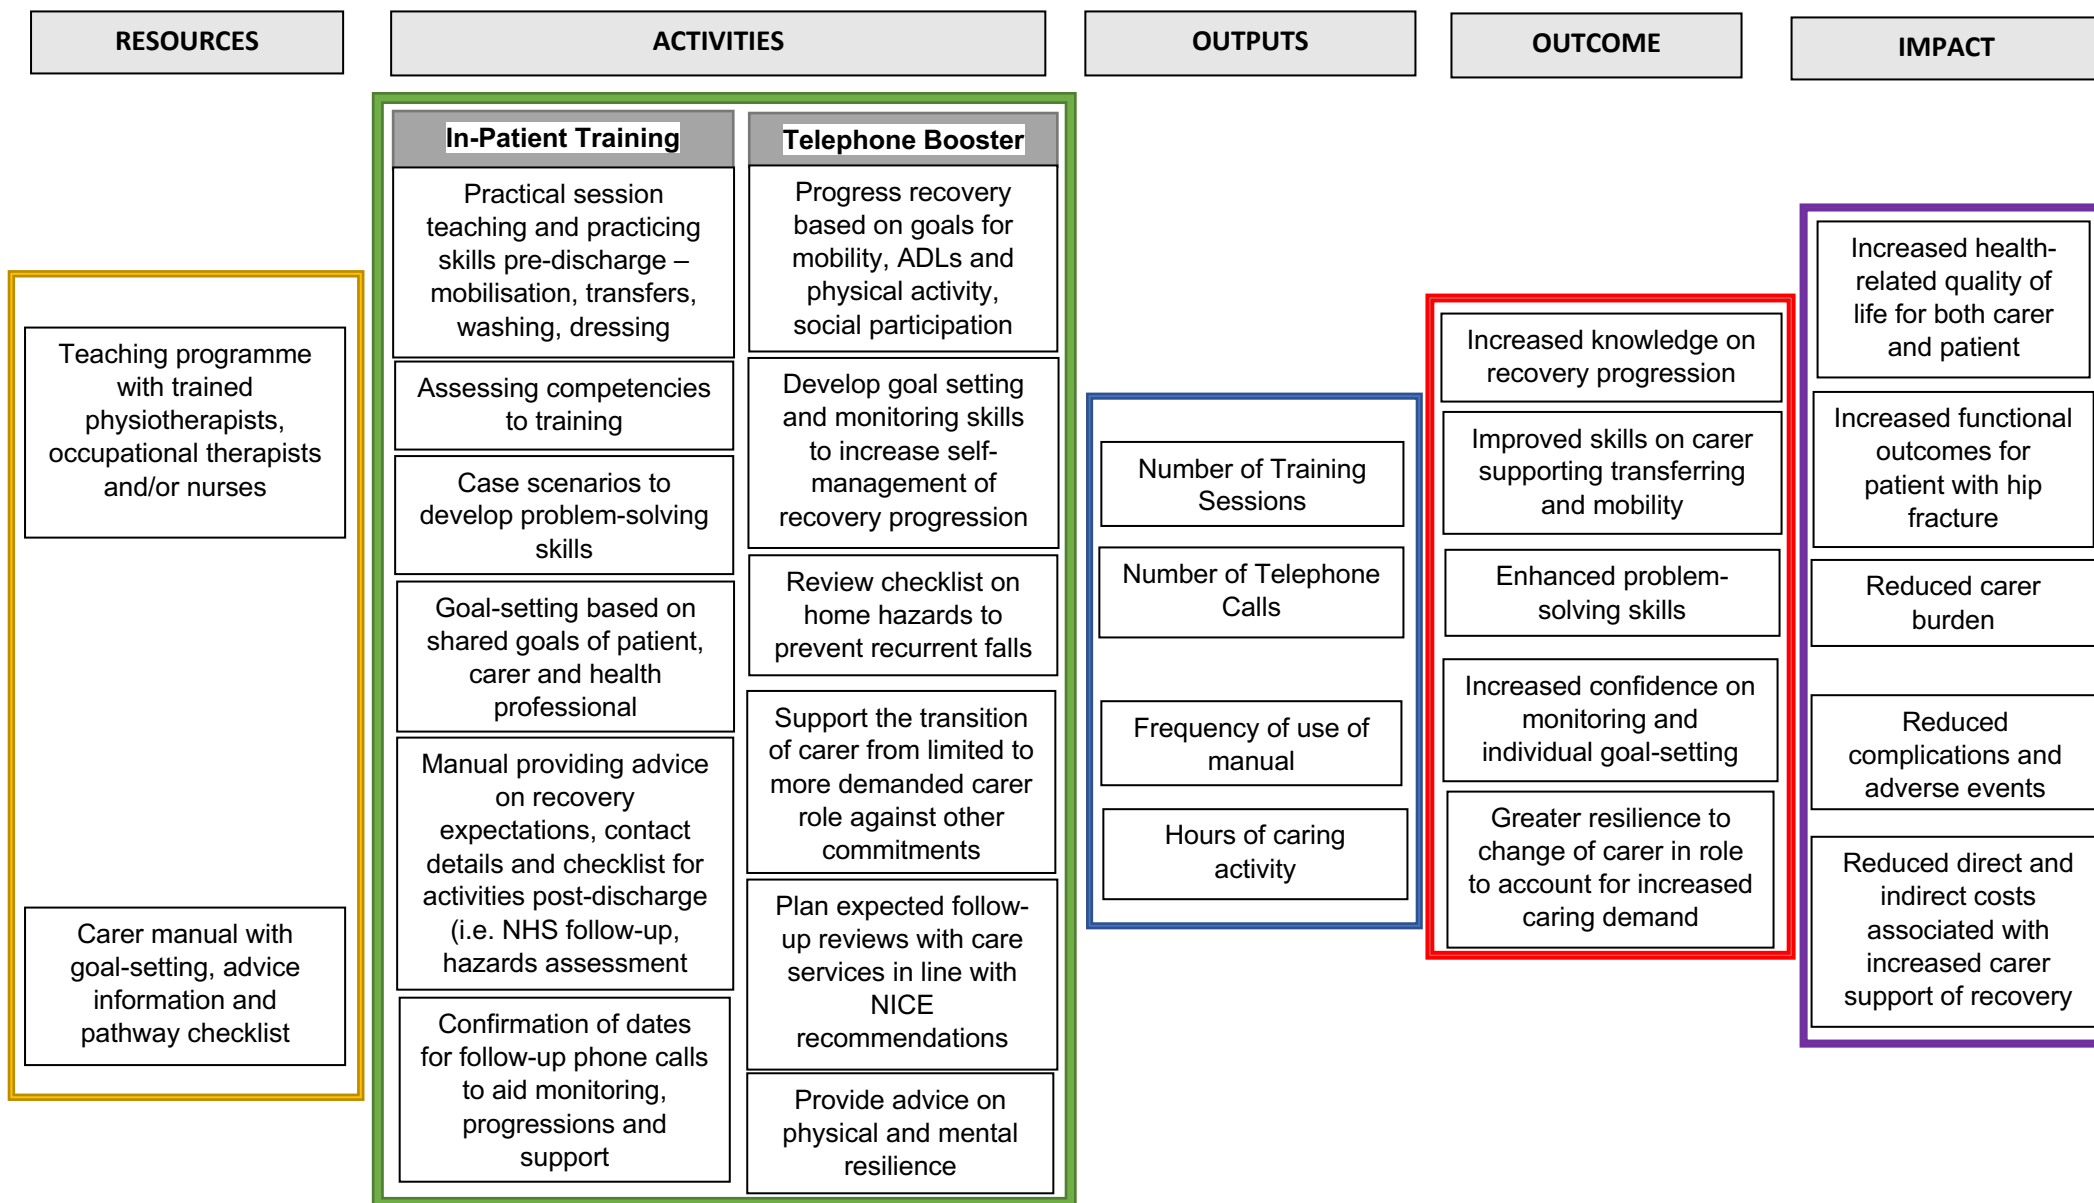 RESOURCES
ACTIVITIES
OUTPUTS
OUTCOME
IMPACT
Teaching programme
with trained
physiotherapists,
occupational therapists
and/or nurses
Carer manual with
goal-setting, advice
information and
pathway checklist
In-Patient Training
Practical session
teaching and practicing
skills pre-discharge –
mobilisation, transfers,
washing, dressing
Assessing competencies
to training
Case scenarios to
develop problem-solving
skills
Goal-setting based on
shared goals of patient,
carer and health
professional
Manual providing advice
on recovery
expectations, contact
details and checklist for
activities post-discharge
(i.e. NHS follow-up,
hazards assessment
Confirmation of dates
for follow-up phone calls
to aid monitoring,
progressions and
support
Telephone Booster
Progress recovery
based on goals for
mobility, ADLs and
physical activity,
social participation
Develop goal setting
and monitoring skills
to increase self-
management of
recovery progression
Review checklist on
home hazards to
prevent recurrent falls
Support the transition
of carer from limited to
more demanded carer
role against other
commitments
Plan expected follow-
up reviews with care
services in line with
NICE
recommendations
Provide advice on
physical and mental
resilience
Number of Training
Sessions
Number of Telephone
Calls
Frequency of use of
manual
Hours of caring
activity
Increased knowledge on
recovery progression
Improved skills on carer
supporting transferring
and mobility
Enhanced problem-
solving skills
Increased confidence on
monitoring and
individual goal-setting
Greater resilience to
change of carer in role
to account for increased
caring demand
Increased health-
related quality of
life for both carer
and patient
Increased functional
outcomes for
patient with hip
fracture
Reduced carer
burden
Reduced
complications and
adverse events
Reduced direct and
indirect costs
associated with
increased carer
support of recovery